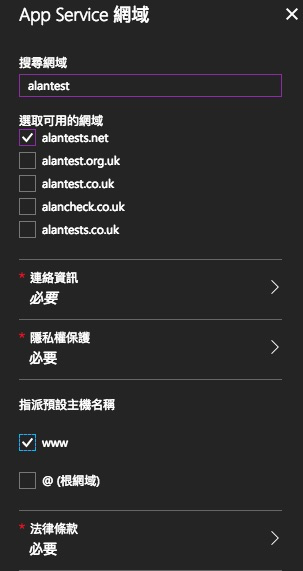 App Service 網域
搜尋網域
alantest
選取可用的網域
alantests.net
alantest.org.uk
alantest.co.uk
alancheck.co.uk
alantests.co.uk
* 連絡資訊
必要
* 隱私權保護
必要
指派預設主機名稱
www
@ (根網域)
* 法律條款
必要